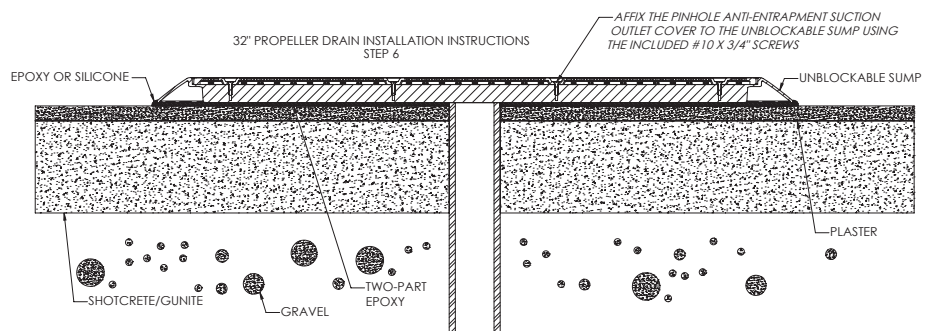 AFFIX THE PINHOLE ANTI-ENTRAPMENT SUCTION
OUTLET COVER TO THE UNBLOCKABLE SUMP USING
THE INCLUDED #10 X 3/4" SCREWS
32" PROPELLER DRAIN INSTALLATION INSTRUCTIONS
STEP 6
EPOXY OR SILICONE
UNBLOCKABLE SUMP
PLASTER
TWO-PART
EPOXY
SHOTCRETE/GUNITE
GRAVEL